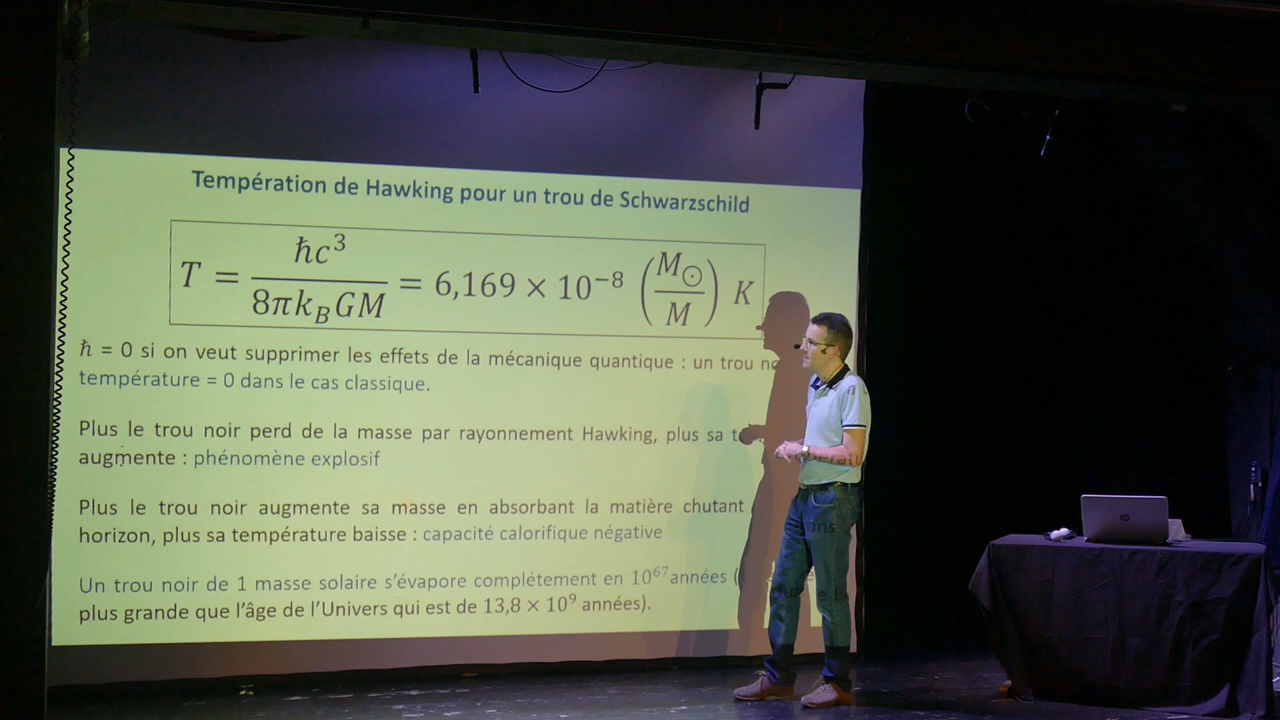 Températion de Hawking pour un trou de Schwarzschild
T = ħc³ / 8πk_BGM = 6,169 × 10⁻⁸ (M☉ / M) K
ħ = 0 si on veut supprimer les effets de la mécanique quantique : un trou
température = 0 dans le cas classique.
Plus le trou noir perd de la masse par rayonnement Hawking, plus sa
augmente : phénomène explosif
Plus le trou noir augmente sa masse en absorbant la matière chutant
horizon, plus sa température baisse : capacité calorifique négative
Un trou noir de 1 masse solaire s'évapore complétement en 10⁶⁷ années (
plus grande que l'âge de l'Univers qui est de 13,8 × 10⁹ années).
hp